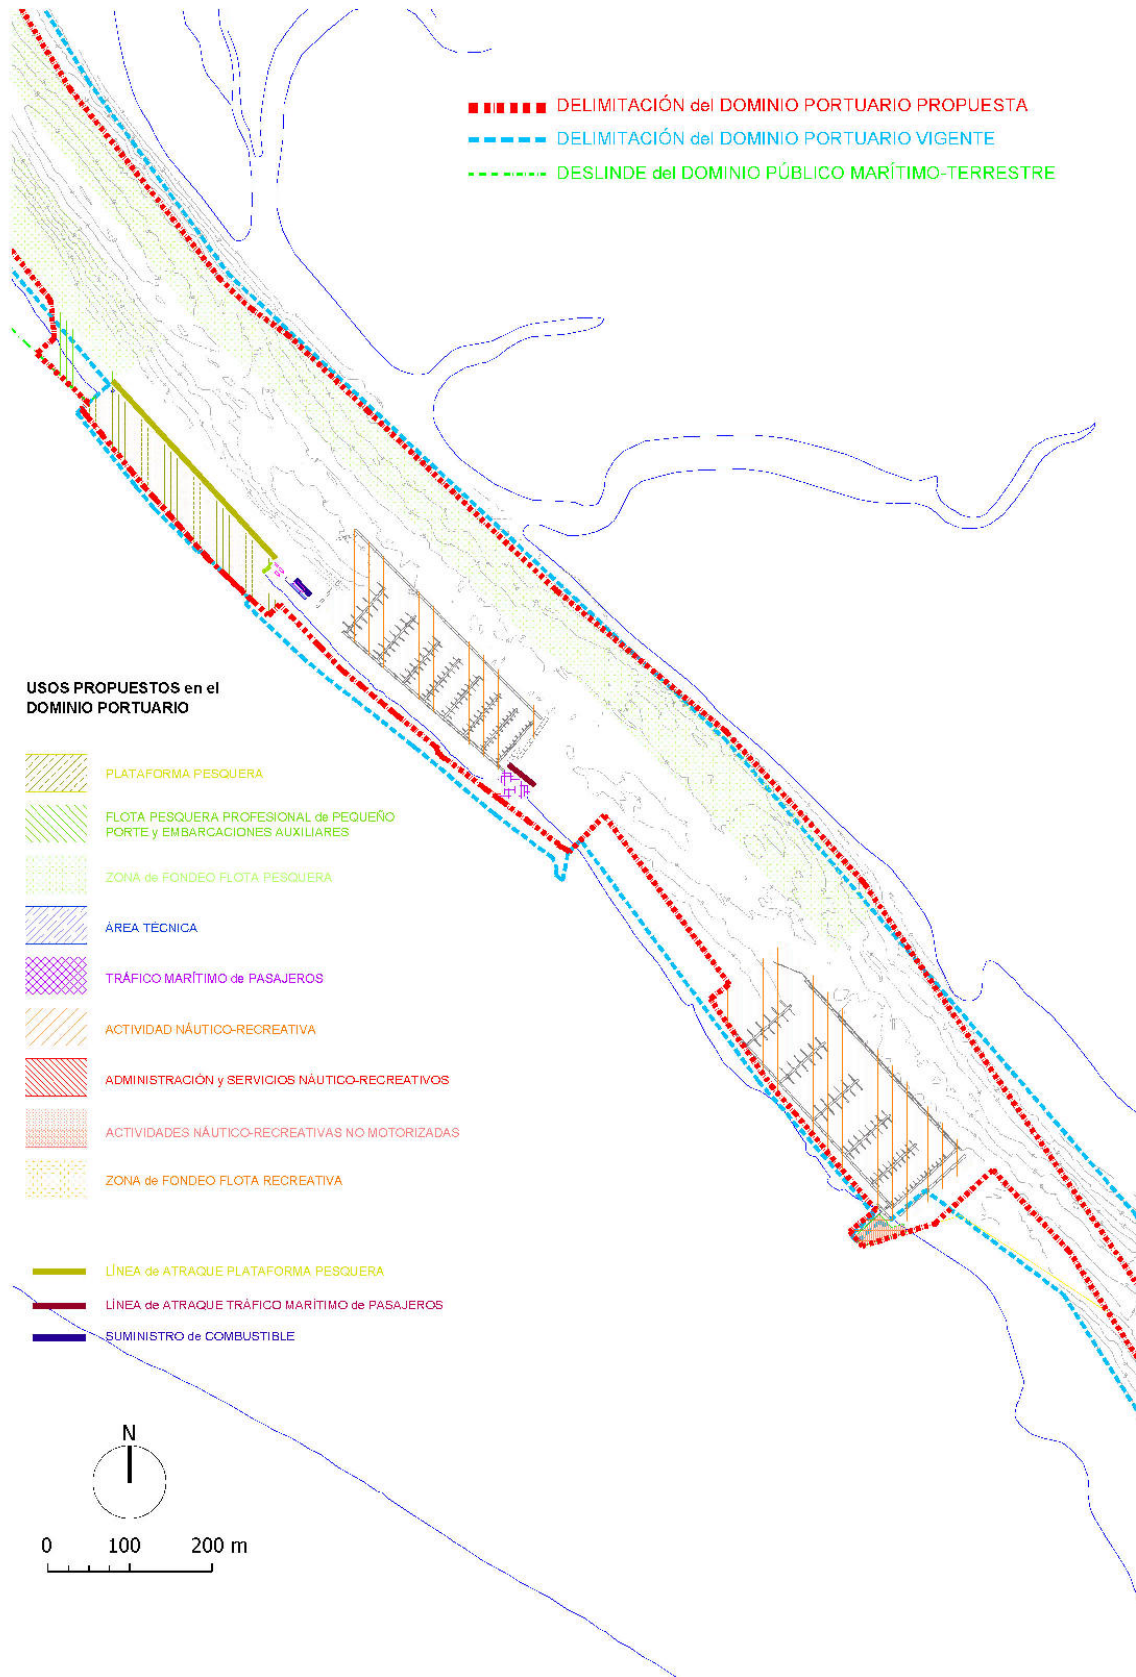 DELIMITACIÓN del DOMINIO PORTUARIO PROPUESTA
DELIMITACIÓN del DOMINIO PORTUARIO VIGENTE
DESLINDE del DOMINIO PÚBLICO MARÍTIMO-TERRESTRE
USOS PROPUESTOS en el
DOMINIO PORTUARIO
PLATAFORMA PESQUERA
FLOTA PESQUERA PROFESIONAL de PEQUEÑO
PORTE y EMBARCACIONES AUXILIARES
ZONA de FONDEO FLOTA PESQUERA
ÁREA TÉCNICA
TRÁFICO MARÍTIMO de PASAJEROS
ACTIVIDAD NÁUTICO-RECREATIVA
ADMINISTRACIÓN y SERVICIOS NÁUTICO-RECREATIVOS
ACTIVIDADES NÁUTICO-RECREATIVAS NO MOTORIZADAS
ZONA de FONDEO FLOTA RECREATIVA
LÍNEA de ATRAQUE PLATAFORMA PESQUERA
LÍNEA de ATRAQUE TRÁFICO MARÍTIMO de PASAJEROS
SUMINISTRO de COMBUSTIBLE
N
0 100 200 m